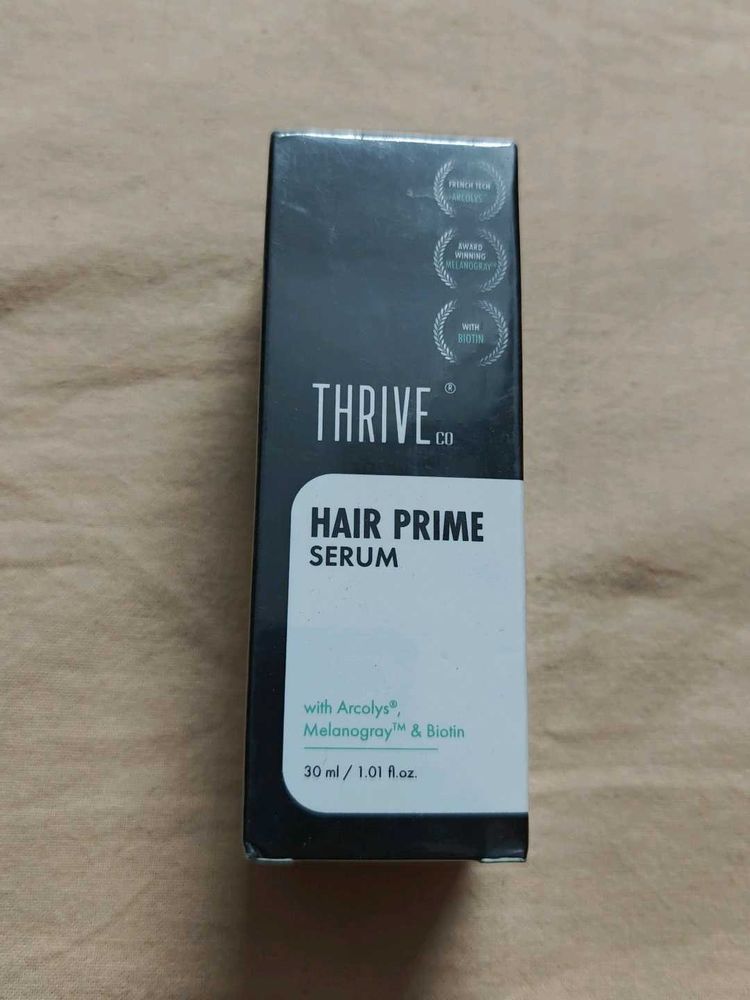 FRENCH TECH
ARCOLYS
AWARD
WINNING
MELANOGRAY™
WITH
BIOTIN
THRIVE®
CO
HAIR PRIME
SERUM
with Arcolys®,
Melanogray™ & Biotin
30 ml / 1.01 fl.oz.